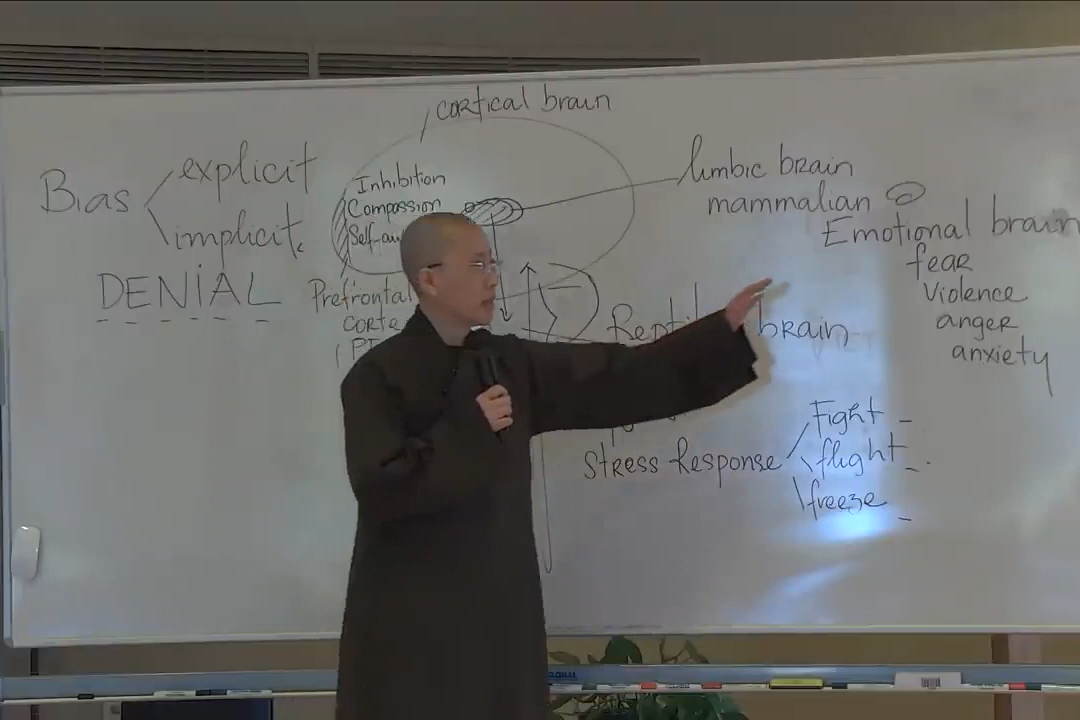 cortical brain
Bias
explicit
implicit
DENIAL
Inhibition
Compassion
Prefrontal
limbic brain
mammalian
Emotional brain
fear
Violence
anger
anxiety
brain
Stress Response
Fight
flight
freeze